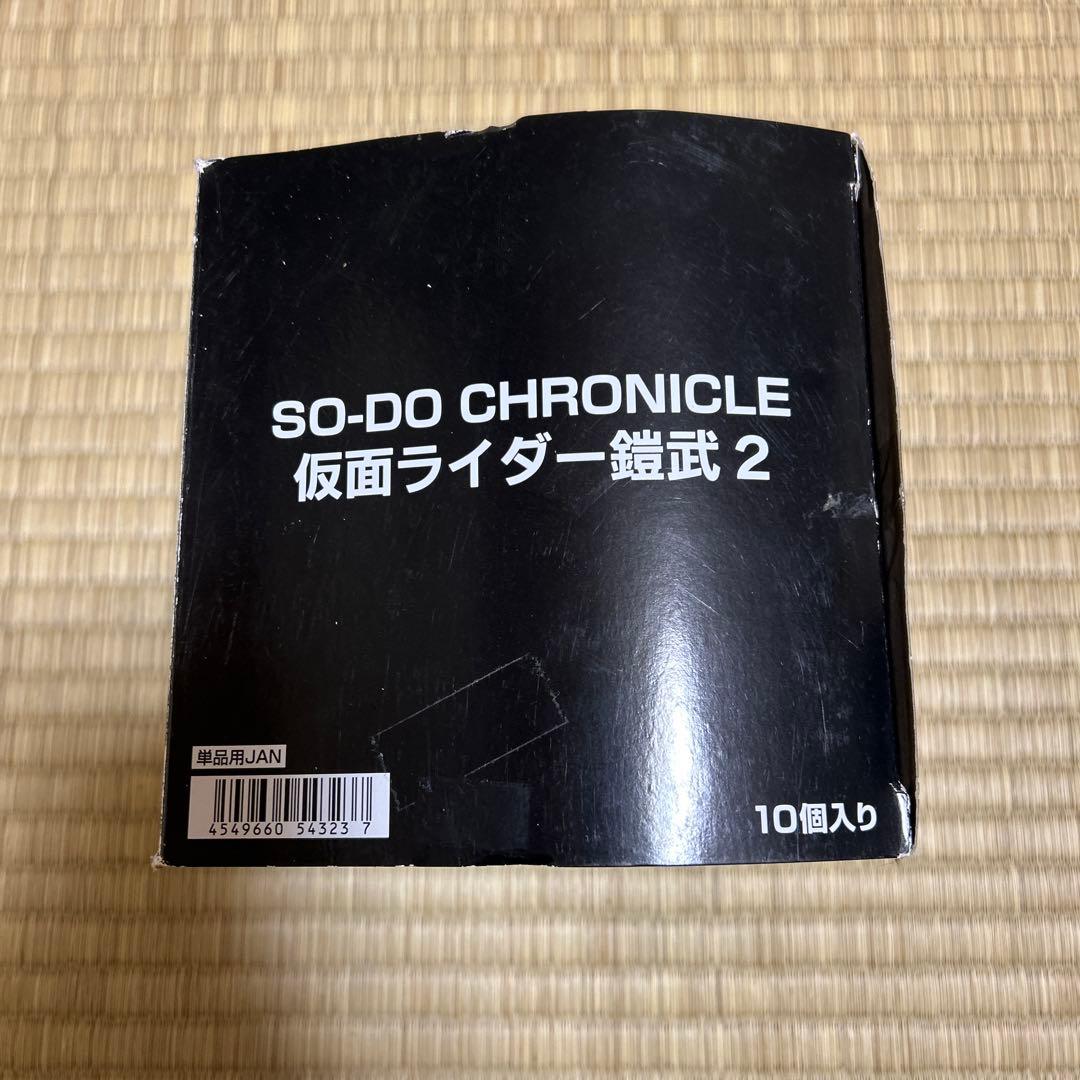 SO-DO CHRONICLE
仮面ライダー鎧武 2
単品用JAN
4549660 54323 7
10個入り